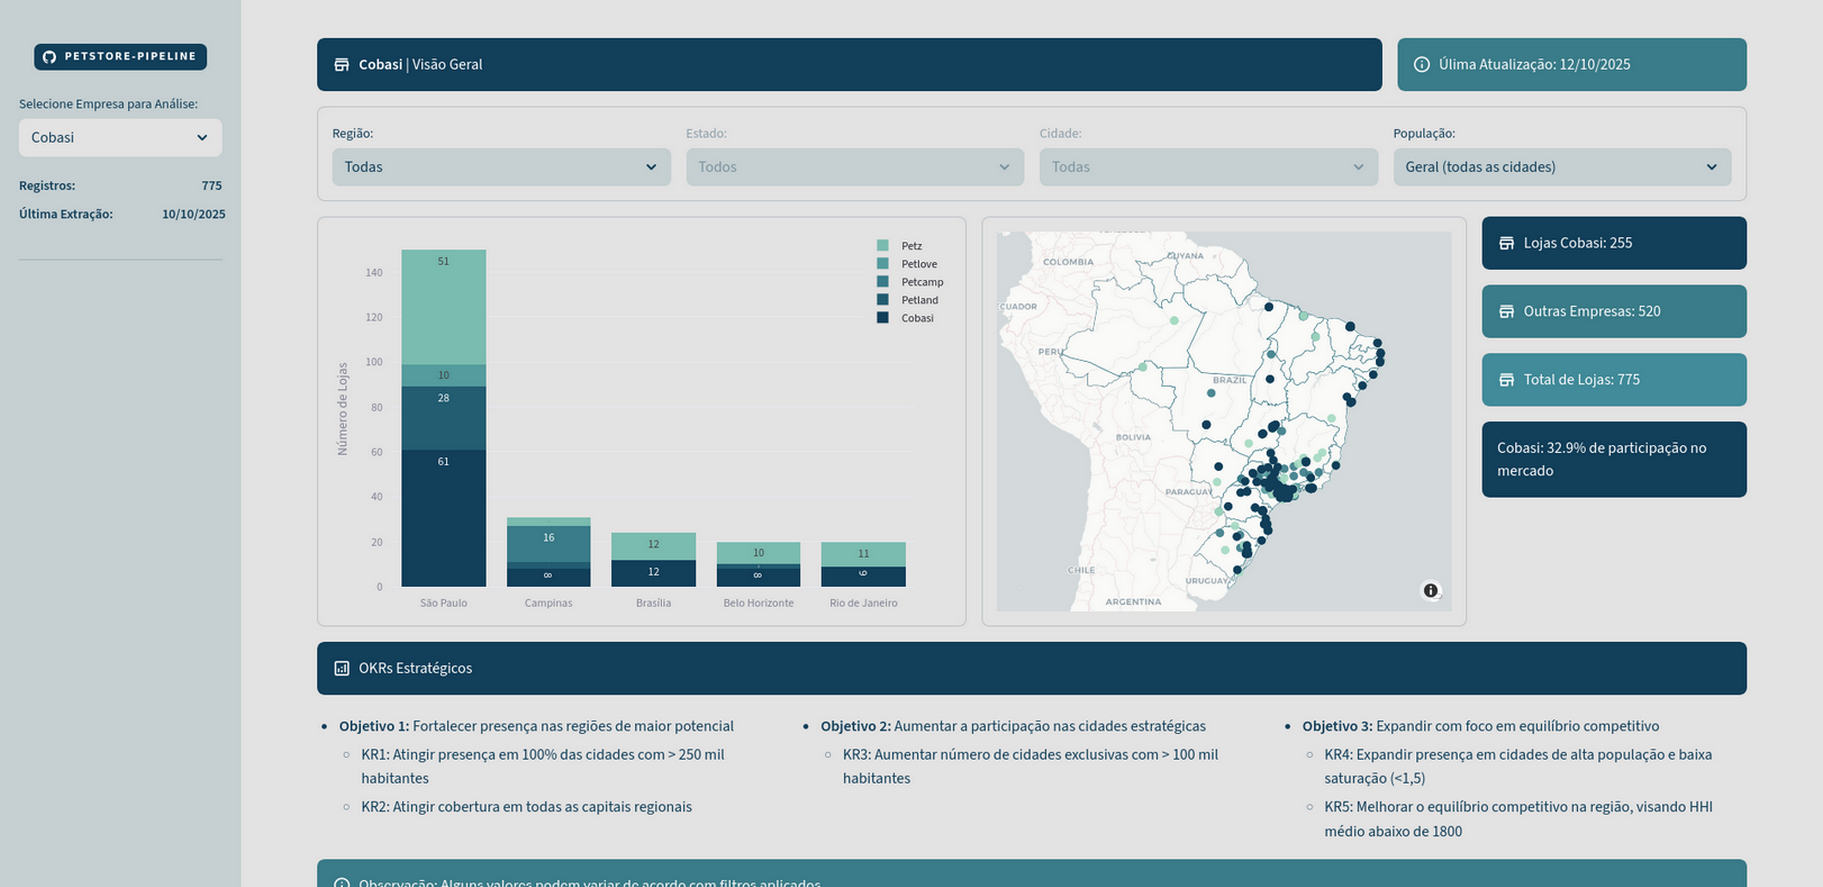 PETSTORE-PIPELINE
Selecione Empresa para Análise:
Cobasi
Registros: 775
Última Extração: 10/10/2025
Cobasi | Visão Geral
Úlima Atualização: 12/10/2025
Região:
Todas
Estado:
Todos
Cidade:
Todas
População:
Geral (todas as cidades)
Número de Lojas
140
120
100
80
60
40
20
0
51
10
28
61
16
8
12
12
10
8
11
9
São Paulo
Campinas
Brasília
Belo Horizonte
Rio de Janeiro
Petz
Petlove
Petcamp
Petland
Cobasi
COLOMBIA
GUYANA
ECUADOR
PERU
BRAZIL
BOLIVIA
PARAGUAY
CHILE
URUGUAY
ARGENTINA
Lojas Cobasi: 255
Outras Empresas: 520
Total de Lojas: 775
Cobasi: 32.9% de participação no
mercado
OKRs Estratégicos
Objetivo 1: Fortalecer presença nas regiões de maior potencial
KR1: Atingir presença em 100% das cidades com > 250 mil
habitantes
KR2: Atingir cobertura em todas as capitais regionais
Objetivo 2: Aumentar a participação nas cidades estratégicas
KR3: Aumentar número de cidades exclusivas com > 100 mil
habitantes
Objetivo 3: Expandir com foco em equilíbrio competitivo
KR4: Expandir presença em cidades de alta população e baixa
saturação (<1,5)
KR5: Melhorar o equilíbrio competitivo na região, visando HHI
médio abaixo de 1800
Observação: Alguns valores podem variar de acordo com filtros aplicados